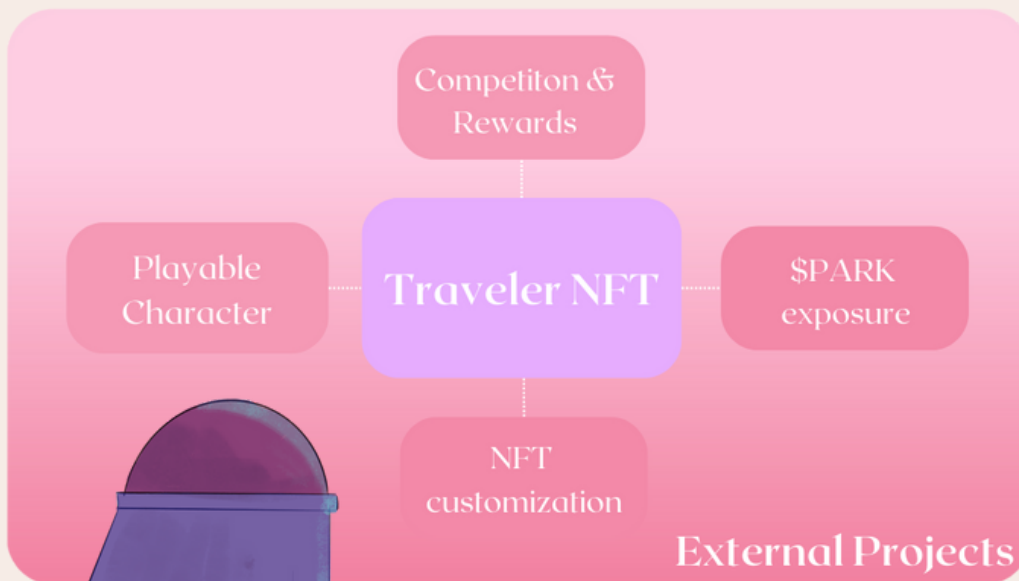 Competiton &
Rewards
Playable
Character
Traveler NFT
$PARK
exposure
NFT
customization
External Projects